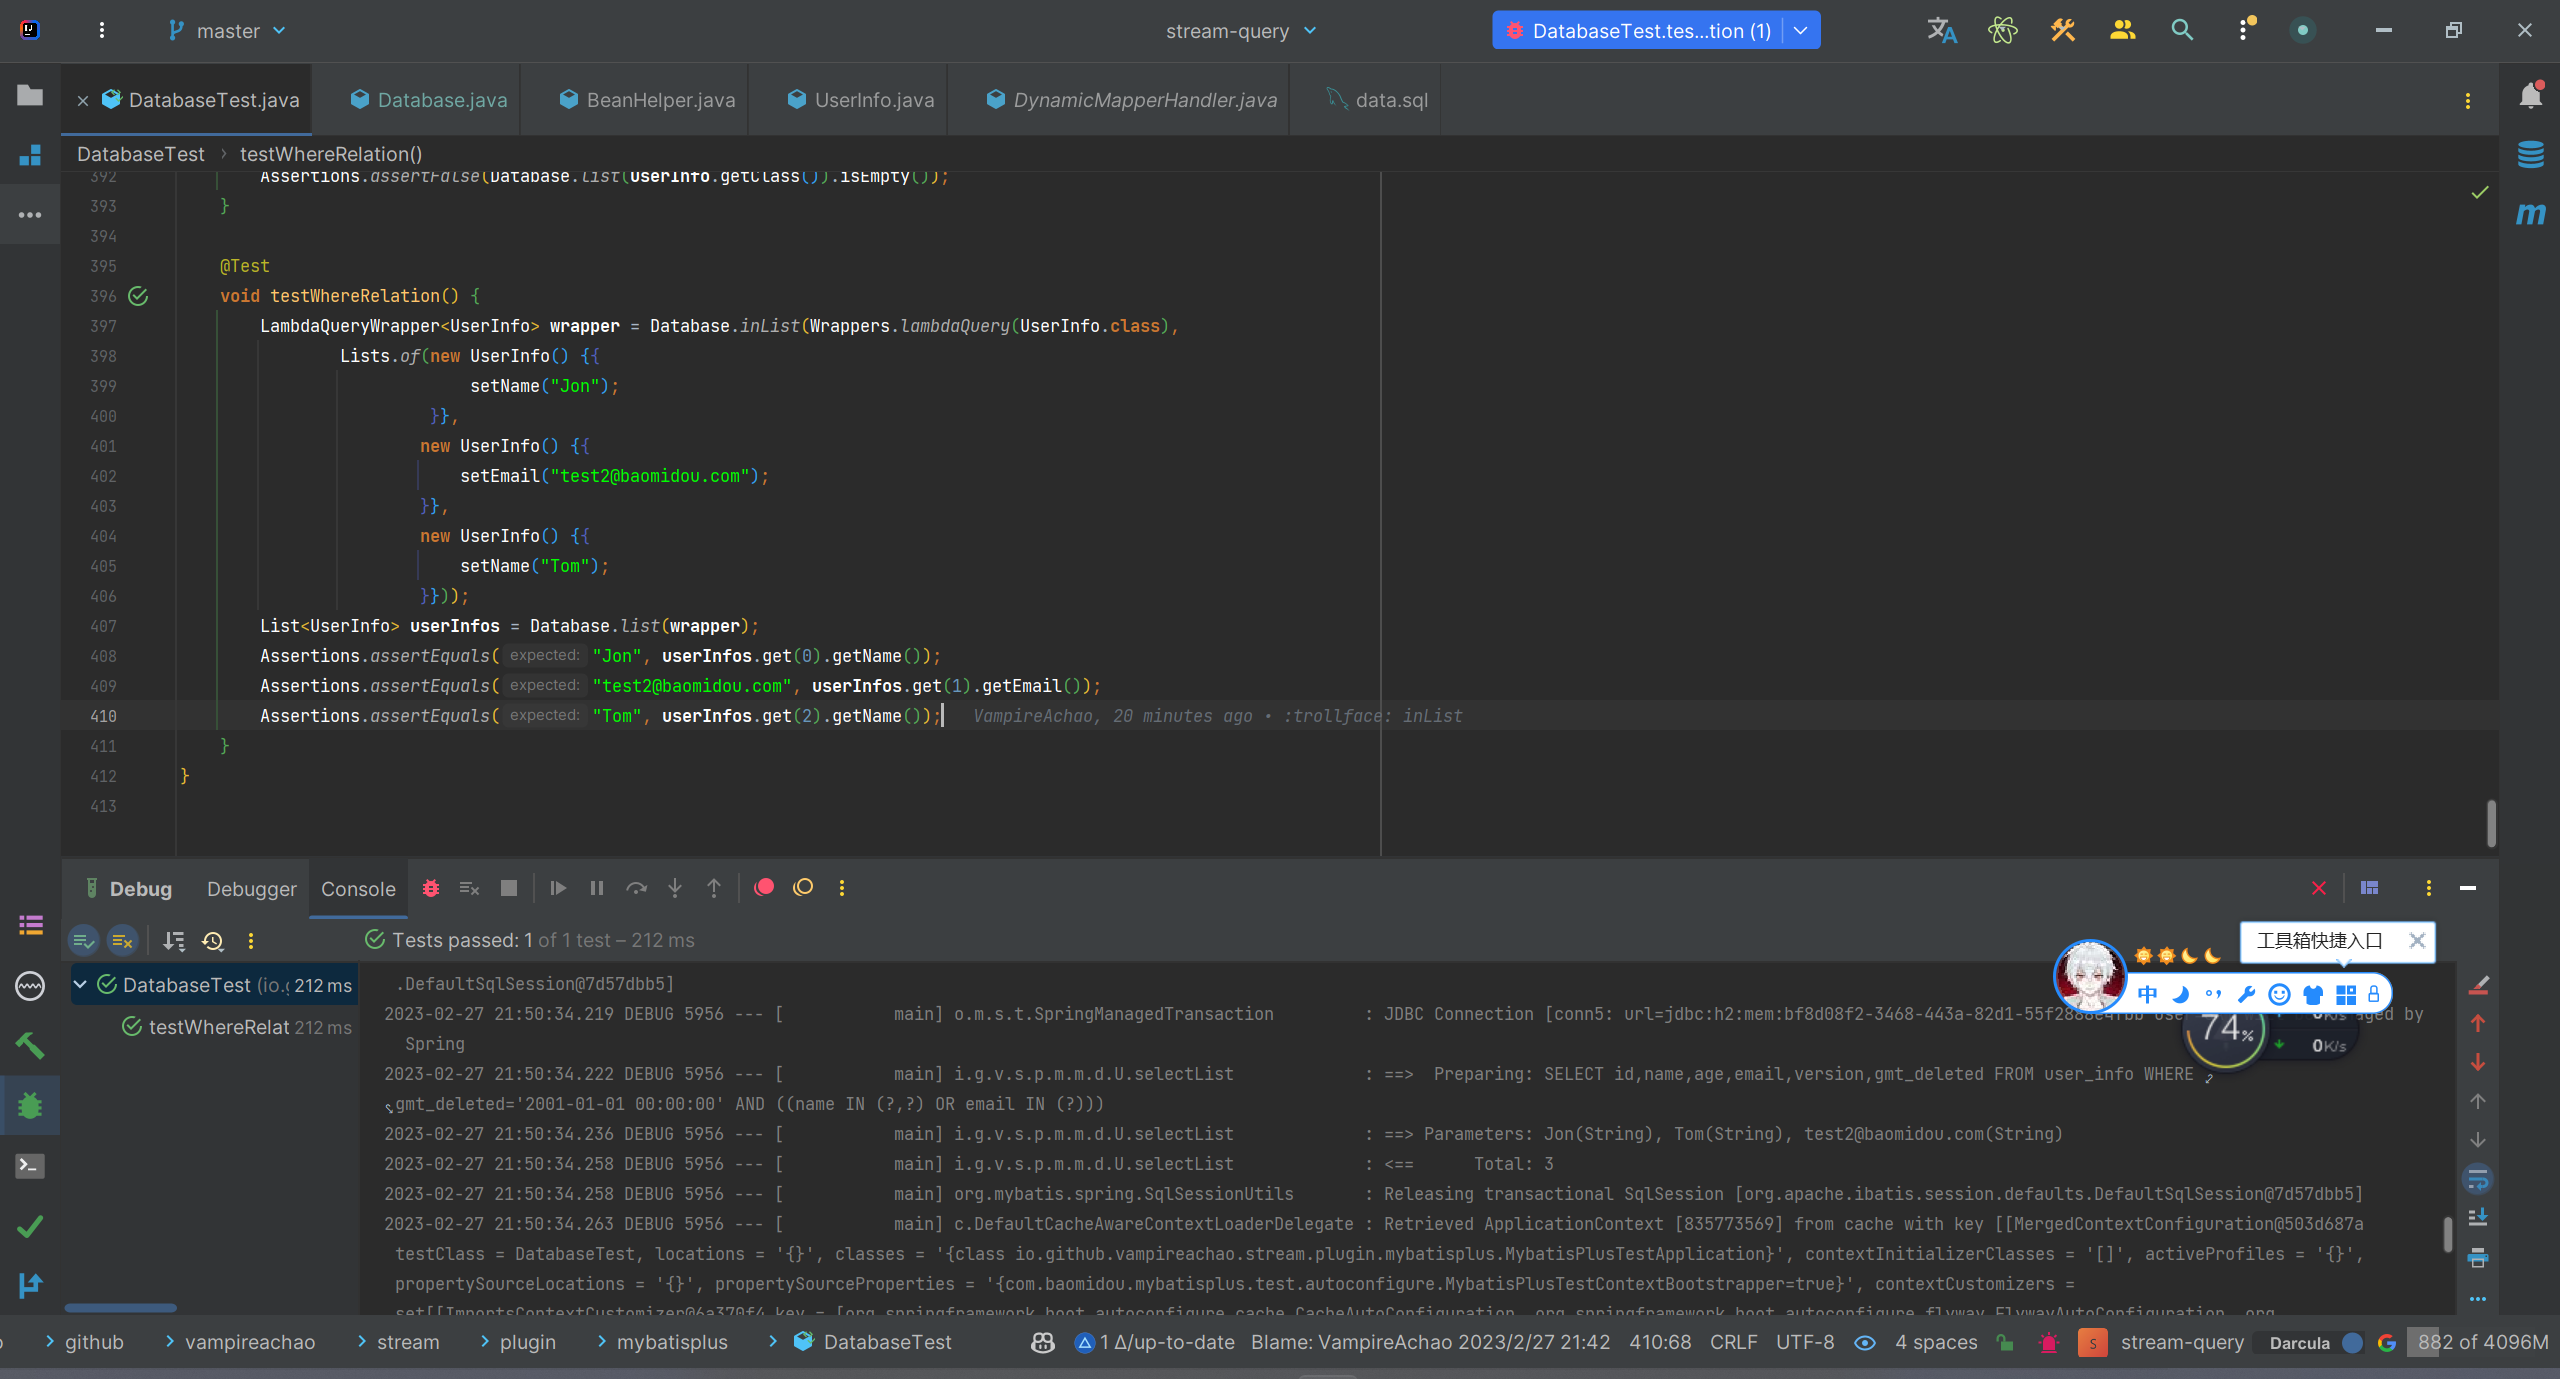 master
stream-query
DatabaseTest.tes...tion (1)
DatabaseTest.java
Database.java
BeanHelper.java
UserInfo.java
DynamicMapperHandler.java
data.sql
DatabaseTest › testWhereRelation()
392 Assertions.assertFalse(Database.list(userInfo.getClass()).isEmpty());
393 }
394
395 @Test
396 void testWhereRelation() {
397 LambdaQueryWrapper<UserInfo> wrapper = Database.inList(Wrappers.lambdaQuery(UserInfo.class),
398 Lists.of(new UserInfo() {{
399 setName("Jon");
400 }},
401 new UserInfo() {{
402 setEmail("test2@baomidou.com");
403 }},
404 new UserInfo() {{
405 setName("Tom");
406 }}));
407 List<UserInfo> userInfos = Database.list(wrapper);
408 Assertions.assertEquals( expected: "Jon", userInfos.get(0).getName());
409 Assertions.assertEquals( expected: "test2@baomidou.com", userInfos.get(1).getEmail());
410 Assertions.assertEquals( expected: "Tom", userInfos.get(2).getName()); VampireAchao, 20 minutes ago • :trollface: inList
411 }
412 }
413
Debug Debugger Console
Tests passed: 1 of 1 test – 212 ms
工具箱快捷入口
DatabaseTest 212 ms
testWhereRelat 212 ms
中
74%
0K/s
.DefaultSqlSession@7d57dbb5]
2023-02-27 21:50:34.219 DEBUG 5956 --- [ main] o.m.s.t.SpringManagedTransaction : JDBC Connection [conn5: url=jdbc:h2:mem:bf8d08f2-3468-443a-82d1- by
Spring
2023-02-27 21:50:34.222 DEBUG 5956 --- [ main] i.g.v.s.p.m.m.d.U.selectList : ==> Preparing: SELECT id,name,age,email,version,gmt_deleted FROM user_info WHERE
gmt_deleted='2001-01-01 00:00:00' AND ((name IN (?,?) OR email IN (?)))
2023-02-27 21:50:34.236 DEBUG 5956 --- [ main] i.g.v.s.p.m.m.d.U.selectList : ==> Parameters: Jon(String), Tom(String), test2@baomidou.com(String)
2023-02-27 21:50:34.258 DEBUG 5956 --- [ main] i.g.v.s.p.m.m.d.U.selectList : <== Total: 3
2023-02-27 21:50:34.258 DEBUG 5956 --- [ main] org.mybatis.spring.SqlSessionUtils : Releasing transactional SqlSession [org.apache.ibatis.session.defaults.DefaultSqlSession@7d57dbb5]
2023-02-27 21:50:34.263 DEBUG 5956 --- [ main] c.DefaultCacheAwareContextLoaderDelegate : Retrieved ApplicationContext [835773569] from cache with key [[MergedContextConfiguration@503d687a
testClass = DatabaseTest, locations = '{}', classes = '{class io.github.vampireachao.stream.plugin.mybatisplus.MybatisPlusTestApplication}', contextInitializerClasses = '[]', activeProfiles = '{}',
propertySourceLocations = '{}', propertySourceProperties = '{com.baomidou.mybatisplus.test.autoconfigure.MybatisPlusTestContextBootstrapper=true}', contextCustomizers =
set[[ImportsContextCustomizer@6a370f4 key = [org.springframework.boot.autoconfigure.cache.CacheAutoConfiguration, org.springframework.boot.autoconfigure.flyway.FlywayAutoConfiguration, org
github › vampireachao › stream › plugin › mybatisplus › DatabaseTest
1 Δ/up-to-date Blame: VampireAchao 2023/2/27 21:42 410:68 CRLF UTF-8 4 spaces stream-query Darcula 882 of 4096M